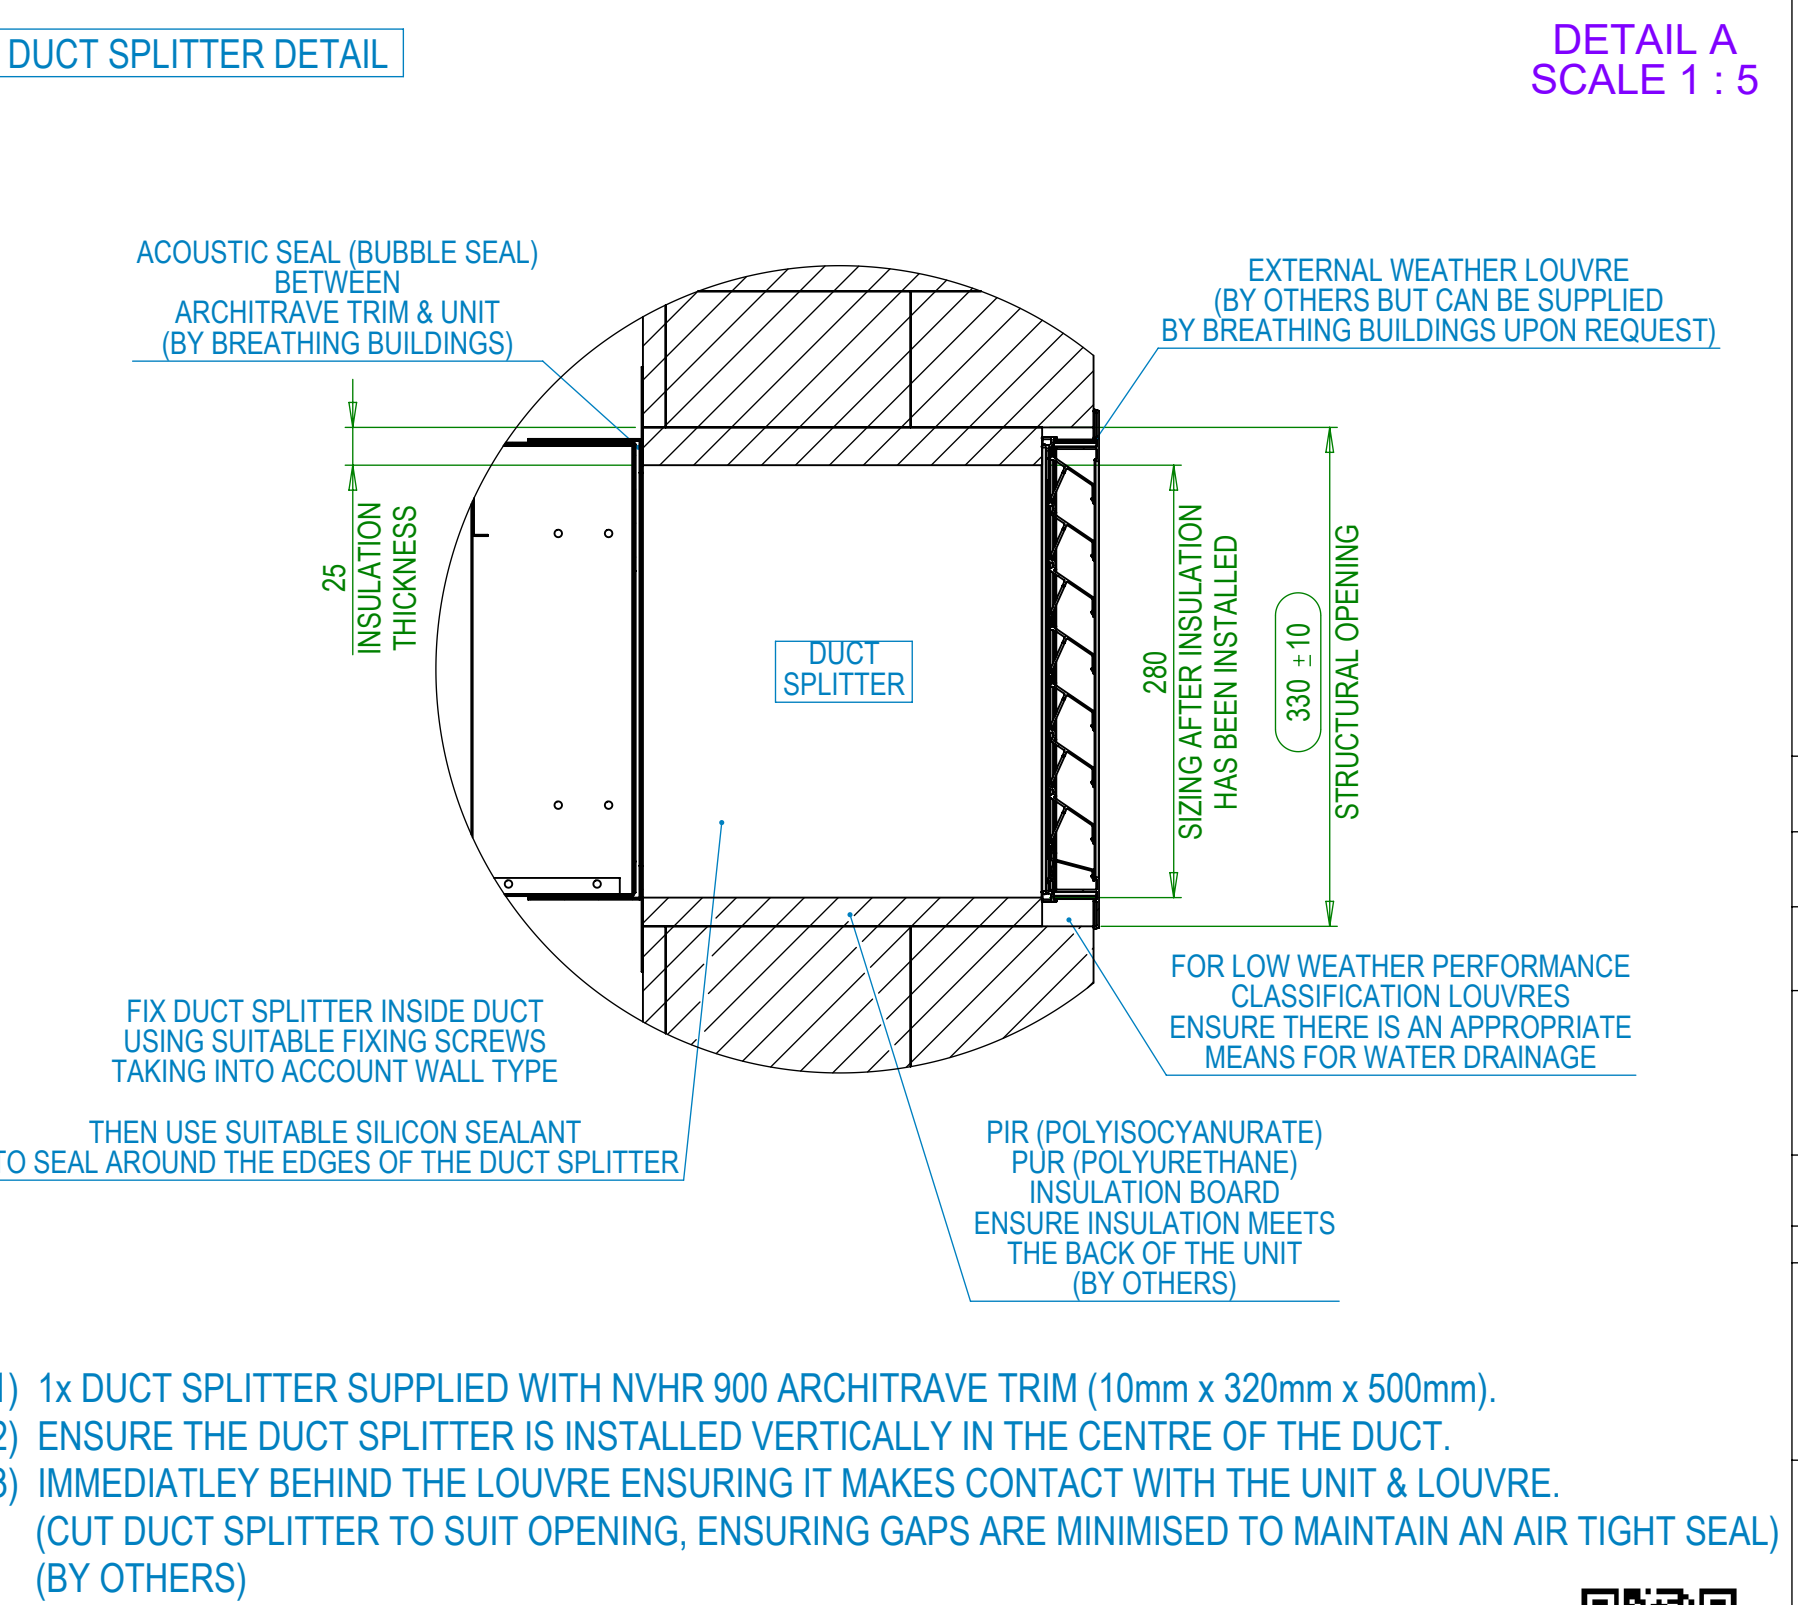 DUCT SPLITTER DETAIL
DETAIL A
SCALE 1 : 5
ACOUSTIC SEAL (BUBBLE SEAL)
BETWEEN
ARCHITRAVE TRIM & UNIT
(BY BREATHING BUILDINGS)
EXTERNAL WEATHER LOUVRE
(BY OTHERS BUT CAN BE SUPPLIED
BY BREATHING BUILDINGS UPON REQUEST)
25
INSULATION
THICKNESS
DUCT
SPLITTER
280
SIZING AFTER INSULATION
HAS BEEN INSTALLED
330 ±10
STRUCTURAL OPENING
FIX DUCT SPLITTER INSIDE DUCT
USING SUITABLE FIXING SCREWS
TAKING INTO ACCOUNT WALL TYPE
THEN USE SUITABLE SILICON SEALANT
TO SEAL AROUND THE EDGES OF THE DUCT SPLITTER
FOR LOW WEATHER PERFORMANCE
CLASSIFICATION LOUVRES
ENSURE THERE IS AN APPROPRIATE
MEANS FOR WATER DRAINAGE
PIR (POLYISOCYANURATE)
PUR (POLYURETHANE)
INSULATION BOARD
ENSURE INSULATION MEETS
THE BACK OF THE UNIT
(BY OTHERS)
1) 1x DUCT SPLITTER SUPPLIED WITH NVHR 900 ARCHITRAVE TRIM (10mm x 320mm x 500mm).
2) ENSURE THE DUCT SPLITTER IS INSTALLED VERTICALLY IN THE CENTRE OF THE DUCT.
3) IMMEDIATLEY BEHIND THE LOUVRE ENSURING IT MAKES CONTACT WITH THE UNIT & LOUVRE.
(CUT DUCT SPLITTER TO SUIT OPENING, ENSURING GAPS ARE MINIMISED TO MAINTAIN AN AIR TIGHT SEAL)
(BY OTHERS)